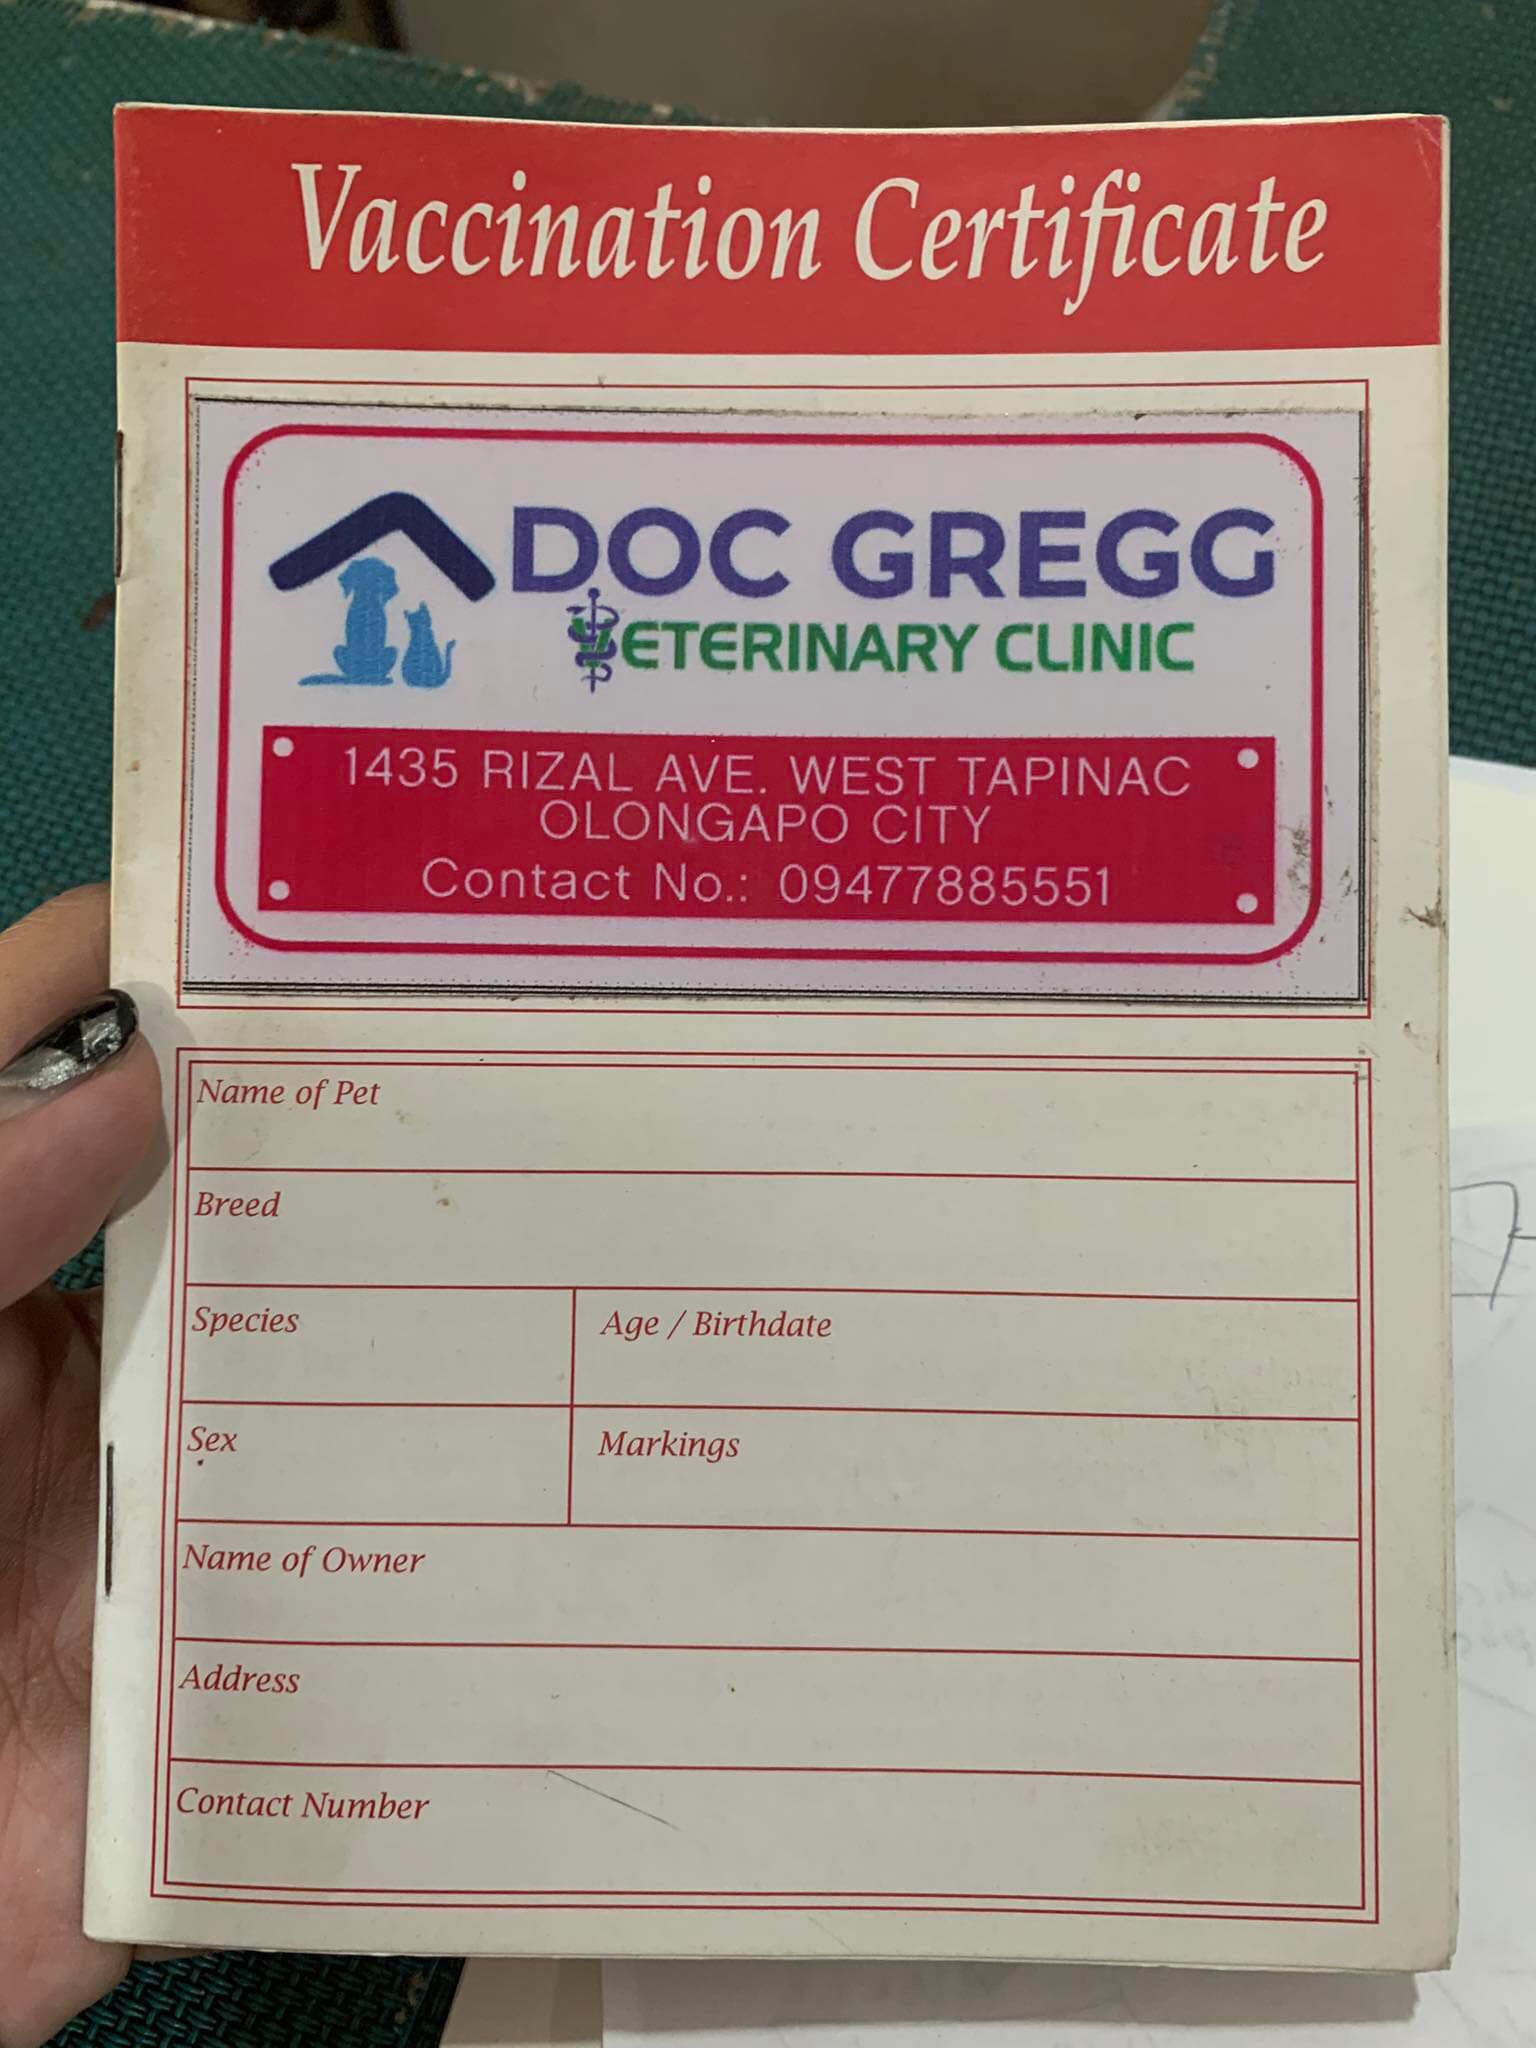 Vaccination Certificate
DOC GREGG
VETERINARY CLINIC
1435 RIZAL AVE. WEST TAPINAC
OLONGAPO CITY
Contact No.: 09477885551
Name of Pet
Breed
Species
Age / Birthdate
Sex
Markings
Name of Owner
Address
Contact Number